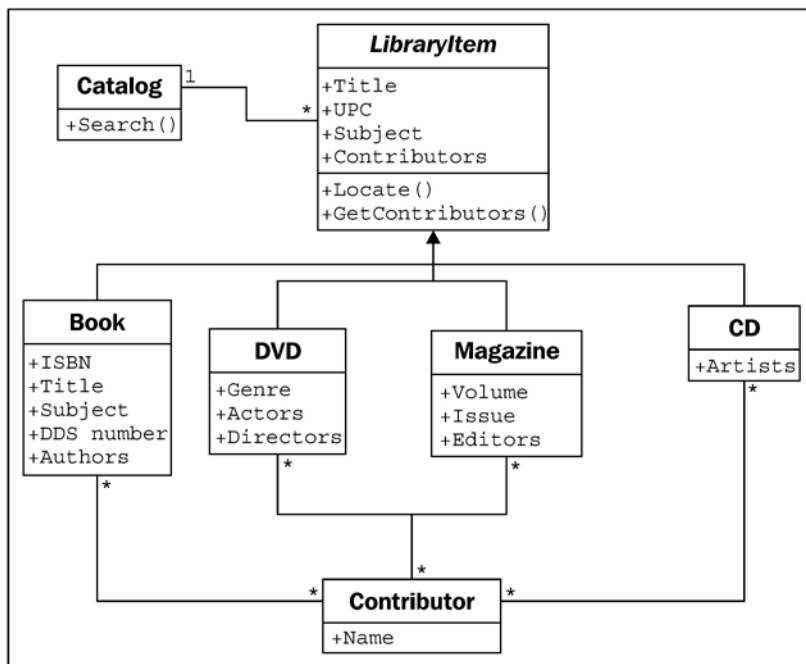 LibraryItem
+Title
+UPC
+Subject
+Contributors
+Locate()
+GetContributors()
Catalog
+Search()
1
*
Book
+ISBN
+Title
+Subject
+DDS number
+Authors
*
DVD
+Genre
+Actors
+Directors
*
Magazine
+Volume
+Issue
+Editors
*
CD
+Artists
*
*
*
*
Contributor
+Name